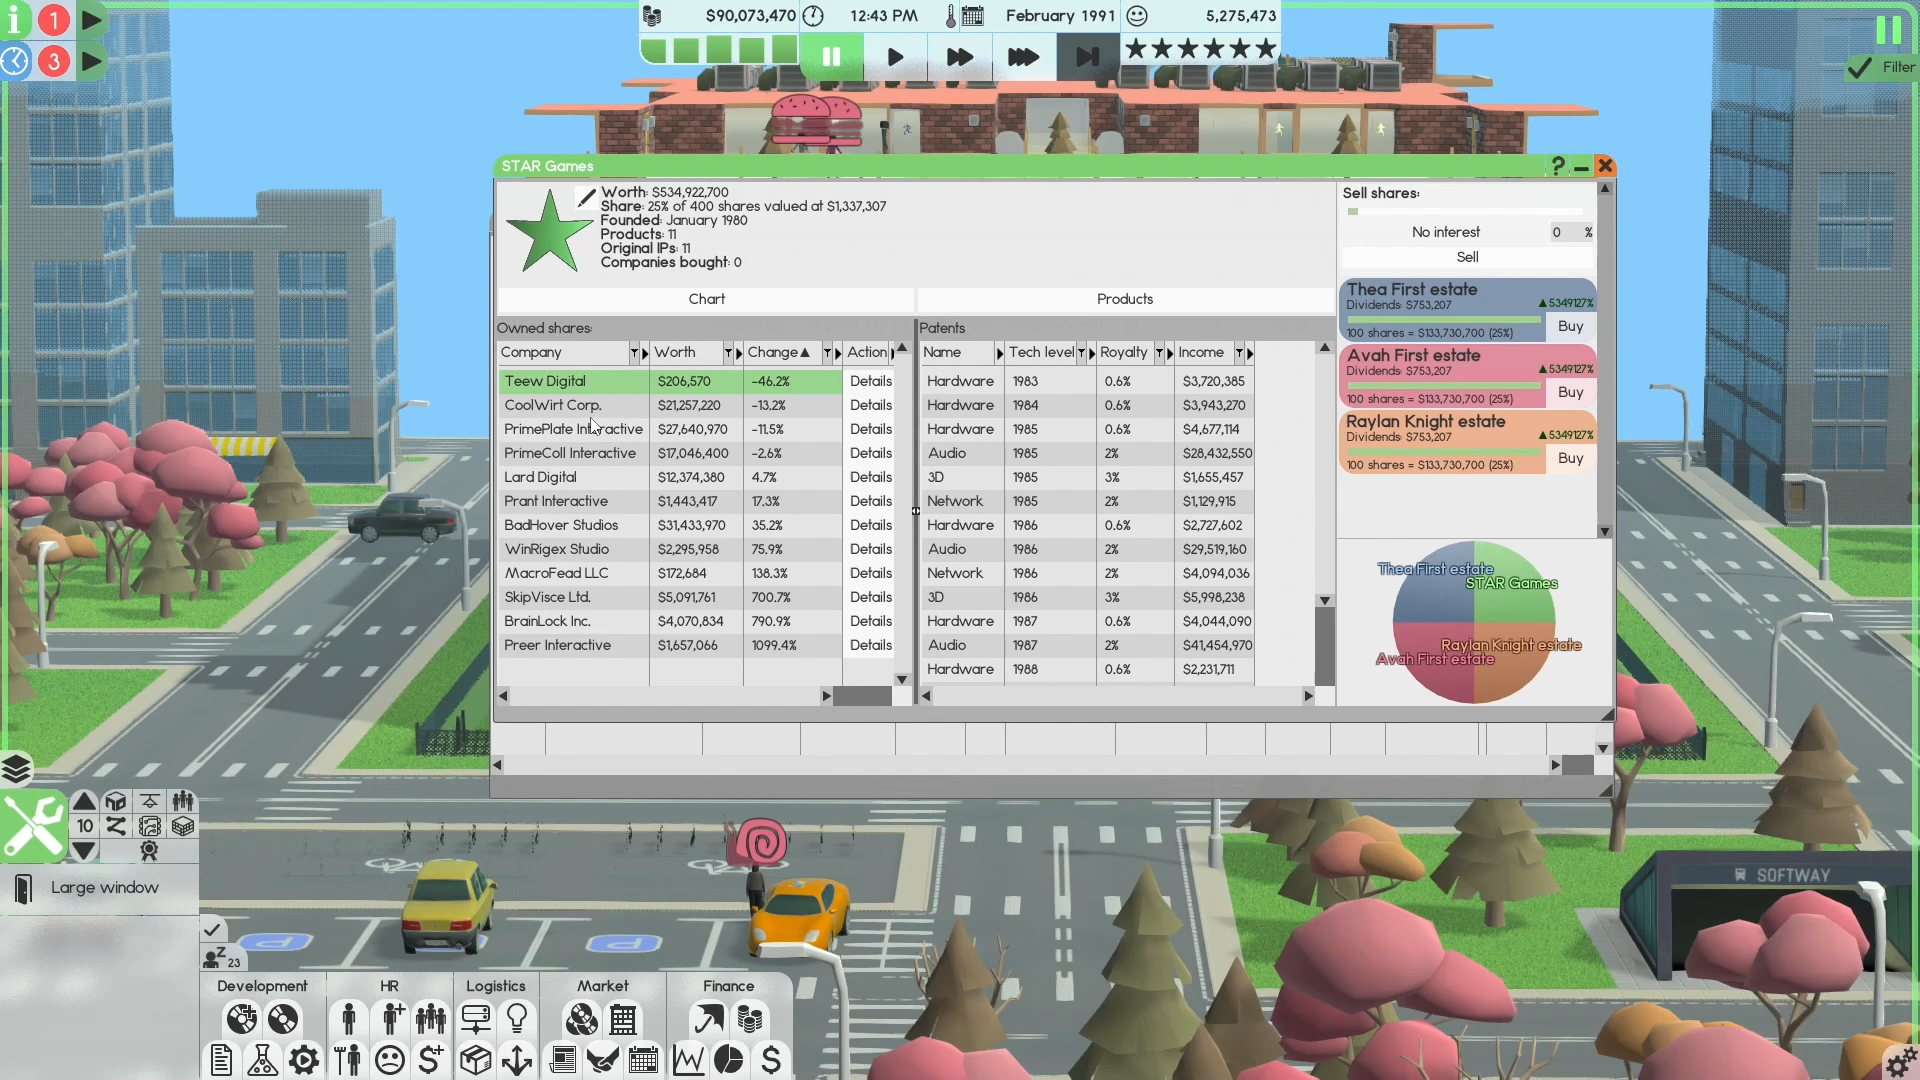 1
$90,073,470
12:43 PM
February 1991
5,275,473
3
Filter
STAR Games
?
Worth: $534,922,700
Share: 25% of 400 shares valued at $1,337,307
Founded: January 1980
Products: 11
Original IPs: 11
Companies bought: 0
Sell shares:
No interest
0 %
Sell
Chart
Products
Thea First estate
Dividends: $753,207
▲5349127%
100 shares = $133,730,700 (25%)
Buy
Avah First estate
Dividends: $753,207
▲5349127%
100 shares = $133,730,700 (25%)
Buy
Raylan Knight estate
Dividends: $753,207
▲5349127%
100 shares = $133,730,700 (25%)
Buy
Owned shares:
Company Worth Change▲ Action
Teew Digital $206,570 -46.2% Details
CoolWirt Corp. $21,257,220 -13.2% Details
PrimePlate Interactive $27,640,970 -11.5% Details
PrimeColl Interactive $17,046,400 -2.6% Details
Lard Digital $12,374,380 4.7% Details
Prant Interactive $1,443,417 17.3% Details
BadHover Studios $31,433,970 35.2% Details
WinRigex Studio $2,295,958 75.9% Details
MacroFead LLC $172,684 138.3% Details
SkipVisce Ltd. $5,091,761 700.7% Details
BrainLock Inc. $4,070,834 790.9% Details
Preer Interactive $1,657,066 1099.4% Details
Patents
Name Tech level Royalty Income
Hardware 1983 0.6% $3,720,385
Hardware 1984 0.6% $3,943,270
Hardware 1985 0.6% $4,677,114
Audio 1985 2% $28,432,550
3D 1985 3% $1,655,457
Network 1985 2% $1,129,915
Hardware 1986 0.6% $2,727,602
Audio 1986 2% $29,519,160
Network 1986 2% $4,094,036
3D 1986 3% $5,998,238
Hardware 1987 0.6% $4,044,090
Audio 1987 2% $41,454,970
Hardware 1988 0.6% $2,231,711
Thea First estate
STAR Games
Raylan Knight estate
Avah First estate
10
Large window
SOFTWAY
P
P
Z 23
Development
HR
Logistics
Market
Finance